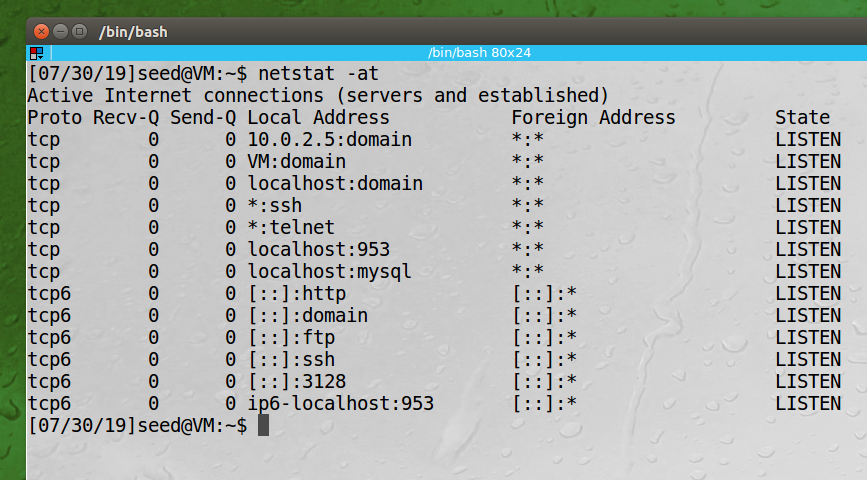 /bin/bash
/bin/bash 80x24
[07/30/19]seed@VM:~$ netstat -at
Active Internet connections (servers and established)
Proto Recv-Q Send-Q Local Address           Foreign Address         State
tcp        0      0 10.0.2.5:domain         *:*                     LISTEN
tcp        0      0 VM:domain               *:*                     LISTEN
tcp        0      0 localhost:domain        *:*                     LISTEN
tcp        0      0 *:ssh                   *:*                     LISTEN
tcp        0      0 *:telnet                *:*                     LISTEN
tcp        0      0 localhost:953           *:*                     LISTEN
tcp        0      0 localhost:mysql         *:*                     LISTEN
tcp6       0      0 [::]:http               [::]:*                  LISTEN
tcp6       0      0 [::]:domain             [::]:*                  LISTEN
tcp6       0      0 [::]:ftp                [::]:*                  LISTEN
tcp6       0      0 [::]:ssh                [::]:*                  LISTEN
tcp6       0      0 [::]:3128               [::]:*                  LISTEN
tcp6       0      0 ip6-localhost:953       [::]:*                  LISTEN
[07/30/19]seed@VM:~$